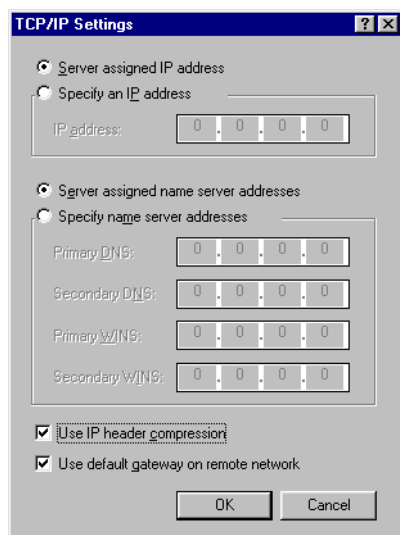 TCP/IP Settings ? ×
Server assigned IP address
Specify an IP address
IP address: 0 . 0 . 0 . 0
Server assigned name server addresses
Specify name server addresses
Primary DNS: 0 . 0 . 0 . 0
Secondary DNS: 0 . 0 . 0 . 0
Primary WINS: 0 . 0 . 0 . 0
Secondary WINS: 0 . 0 . 0 . 0
Use IP header compression
Use default gateway on remote network
OK Cancel